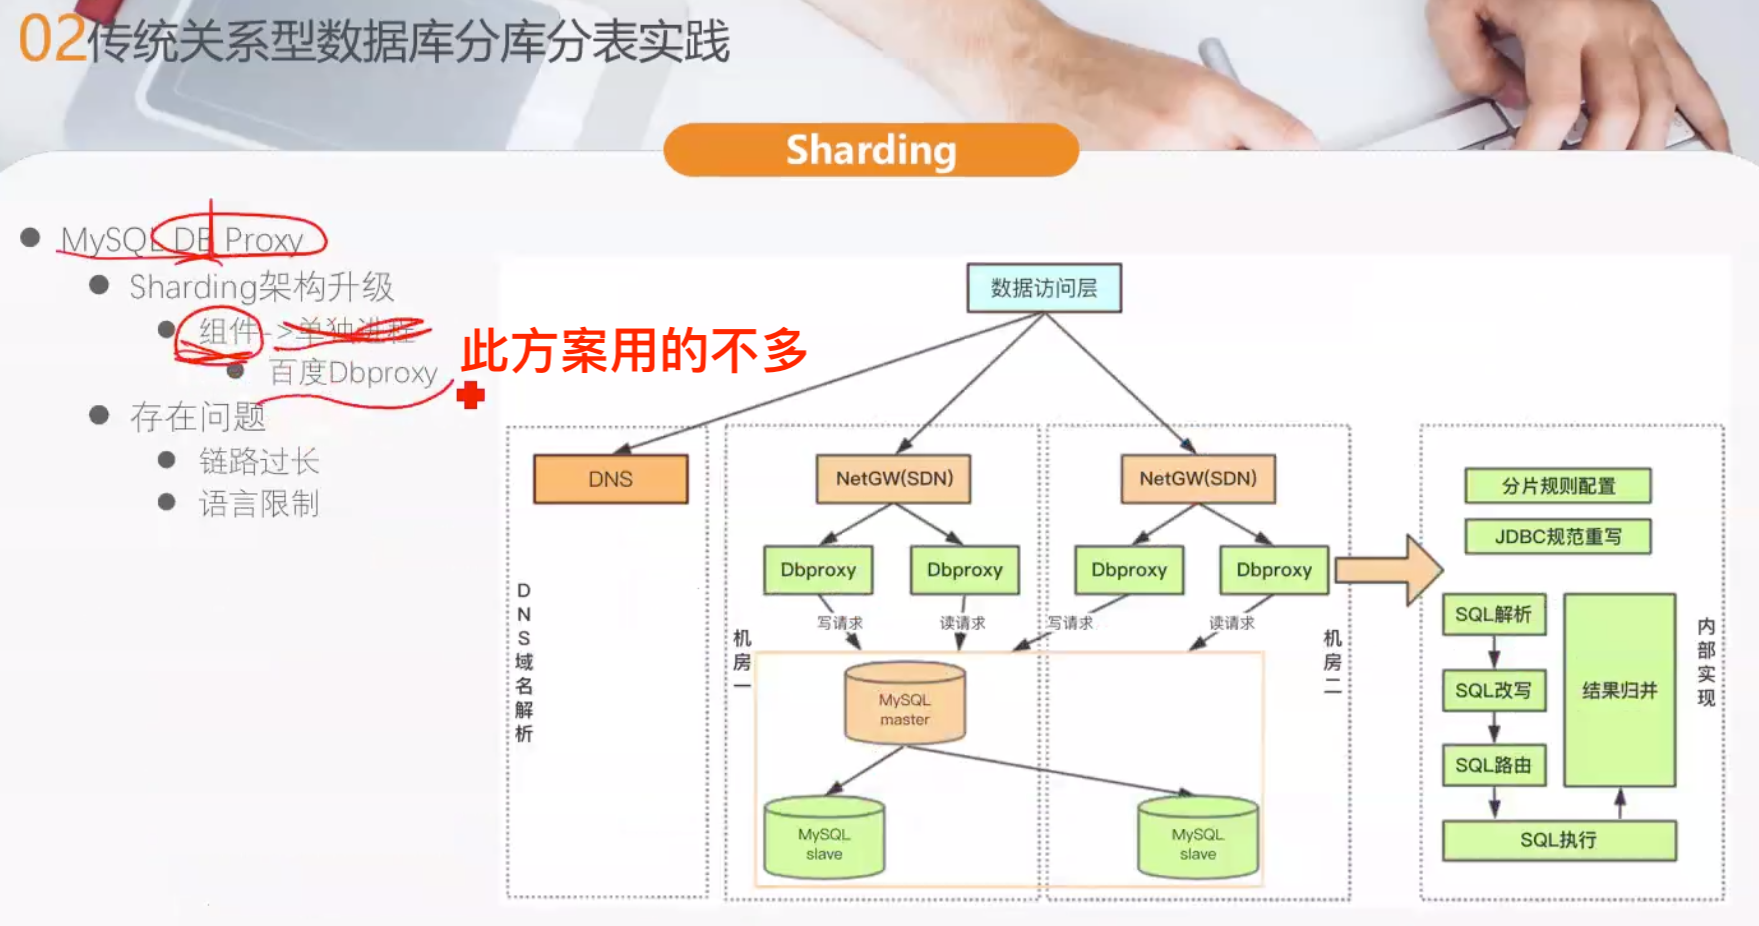 02传统关系型数据库分库分表实践
Sharding
MySQL DB Proxy
Sharding架构升级
组件->单独进程
百度Dbproxy
此方案用的不多
存在问题
链路过长
语言限制
数据访问层
DNS
DNS域名解析
NetGW(SDN)
NetGW(SDN)
Dbproxy
Dbproxy
Dbproxy
Dbproxy
写请求
读请求
写请求
读请求
机房一
机房二
MySQL
master
MySQL
slave
MySQL
slave
分片规则配置
JDBC规范重写
SQL解析
SQL改写
SQL路由
结果归并
SQL执行
内部实现